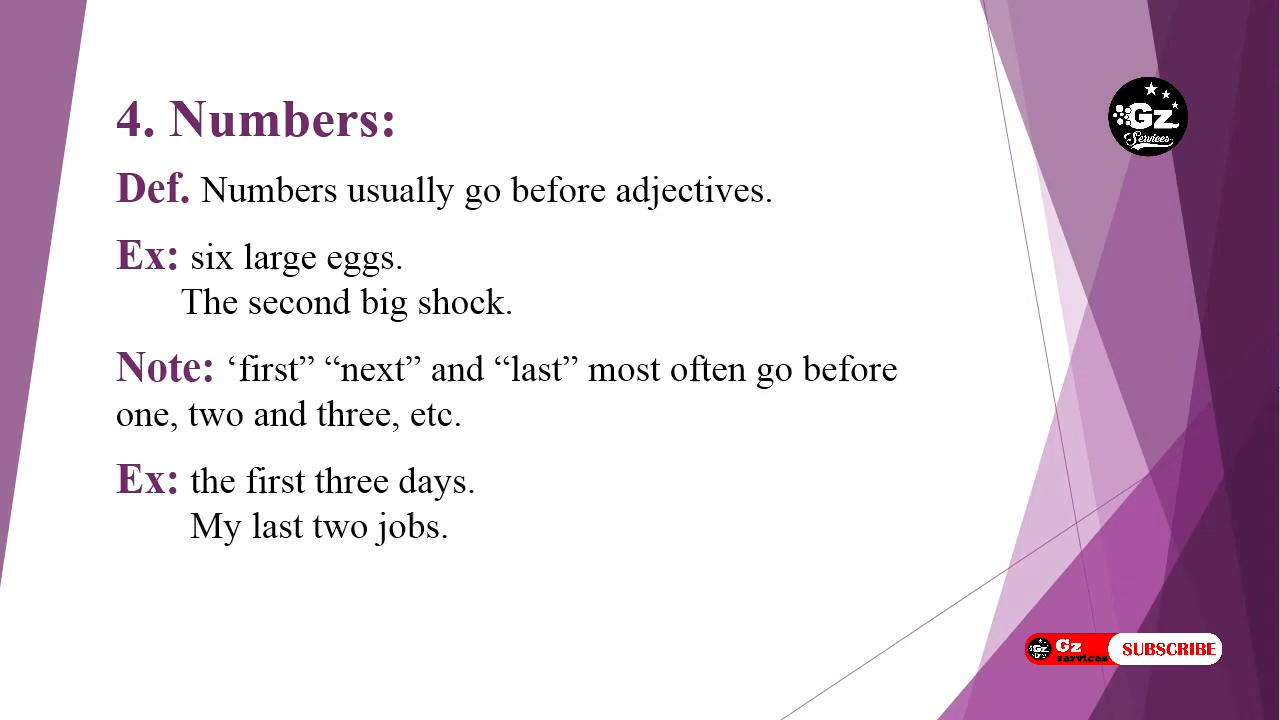 4. Numbers:
Def. Numbers usually go before adjectives.
Ex: six large eggs.
The second big shock.
Note: ‘first” “next” and “last” most often go before
one, two and three, etc.
Ex: the first three days.
My last two jobs.
Gz
Services
Gz
services
SUBSCRIBE